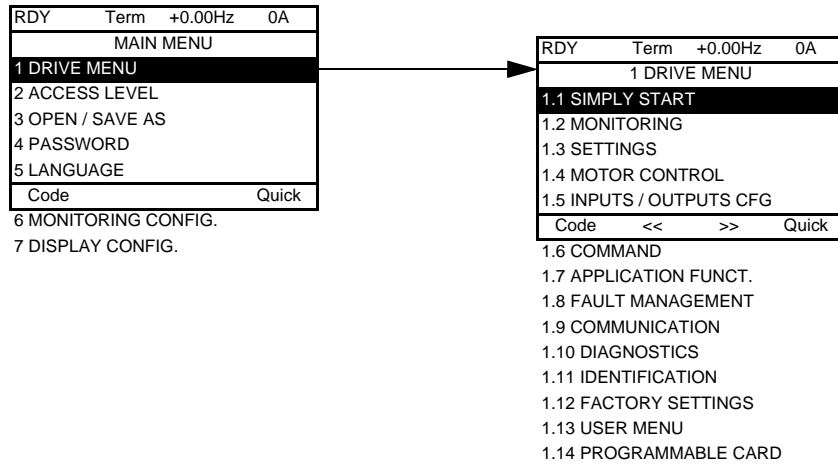 RDY Term +0.00Hz 0A
MAIN MENU
1 DRIVE MENU
2 ACCESS LEVEL
3 OPEN / SAVE AS
4 PASSWORD
5 LANGUAGE
Code Quick
6 MONITORING CONFIG.
7 DISPLAY CONFIG.
RDY Term +0.00Hz 0A
1 DRIVE MENU
1.1 SIMPLY START
1.2 MONITORING
1.3 SETTINGS
1.4 MOTOR CONTROL
1.5 INPUTS / OUTPUTS CFG
Code << >> Quick
1.6 COMMAND
1.7 APPLICATION FUNCT.
1.8 FAULT MANAGEMENT
1.9 COMMUNICATION
1.10 DIAGNOSTICS
1.11 IDENTIFICATION
1.12 FACTORY SETTINGS
1.13 USER MENU
1.14 PROGRAMMABLE CARD